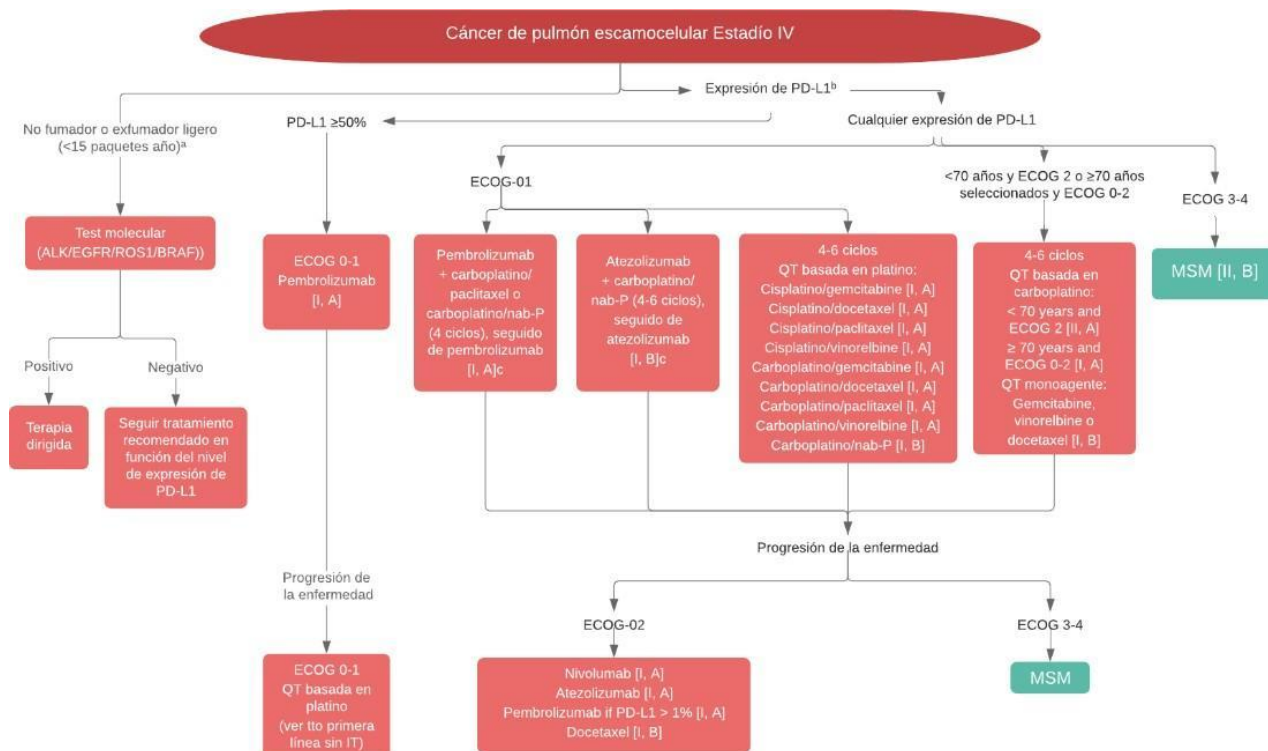 Cáncer de pulmón escamocelular Estadío IV
Expresión de PD-L1ᵇ
No fumador o exfumador ligero
(<15 paquetes año)ᵃ
PD-L1 ≥50%
Cualquier expresión de PD-L1
ECOG-01
<70 años y ECOG 2 o ≥70 años
seleccionados y ECOG 0-2
ECOG 3-4
Test molecular
(ALK/EGFR/ROS1/BRAF))
ECOG 0-1
Pembrolizumab
[I, A]
Pembrolizumab
+ carboplatino/
paclitaxel o
carboplatino/nab-P
(4 ciclos), seguido
de pembrolizumab
[I, A]c
Atezolizumab
+ carboplatino/
nab-P (4-6 ciclos),
seguido de
atezolizumab
[I, B]c
4-6 ciclos
QT basada en platino:
Cisplatino/gemcitabine [I, A]
Cisplatino/docetaxel [I, A]
Cisplatino/paclitaxel [I, A]
Cisplatino/vinorelbine [I, A]
Carboplatino/gemcitabine [I, A]
Carboplatino/docetaxel [I, A]
Carboplatino/paclitaxel [I, A]
Carboplatino/vinorelbine [I, A]
Carboplatino/nab-P [I, B]
4-6 ciclos
QT basada en
carboplatino:
< 70 years and
ECOG 2 [II, A]
≥ 70 years and
ECOG 0-2 [I, A]
QT monoagente:
Gemcitabine,
vinorelbine o
docetaxel [I, B]
MSM [II, B]
Positivo
Negativo
Terapia
dirigida
Seguir tratamiento
recomendado en
función del nivel
de expresión de
PD-L1
Progresión de la enfermedad
Progresión de
la enfermedad
ECOG-02
ECOG 3-4
ECOG 0-1
QT basada en
platino
(ver tto primera
línea sin IT)
Nivolumab [I, A]
Atezolizumab [I, A]
Pembrolizumab if PD-L1 > 1% [I, A]
Docetaxel [I, B]
MSM